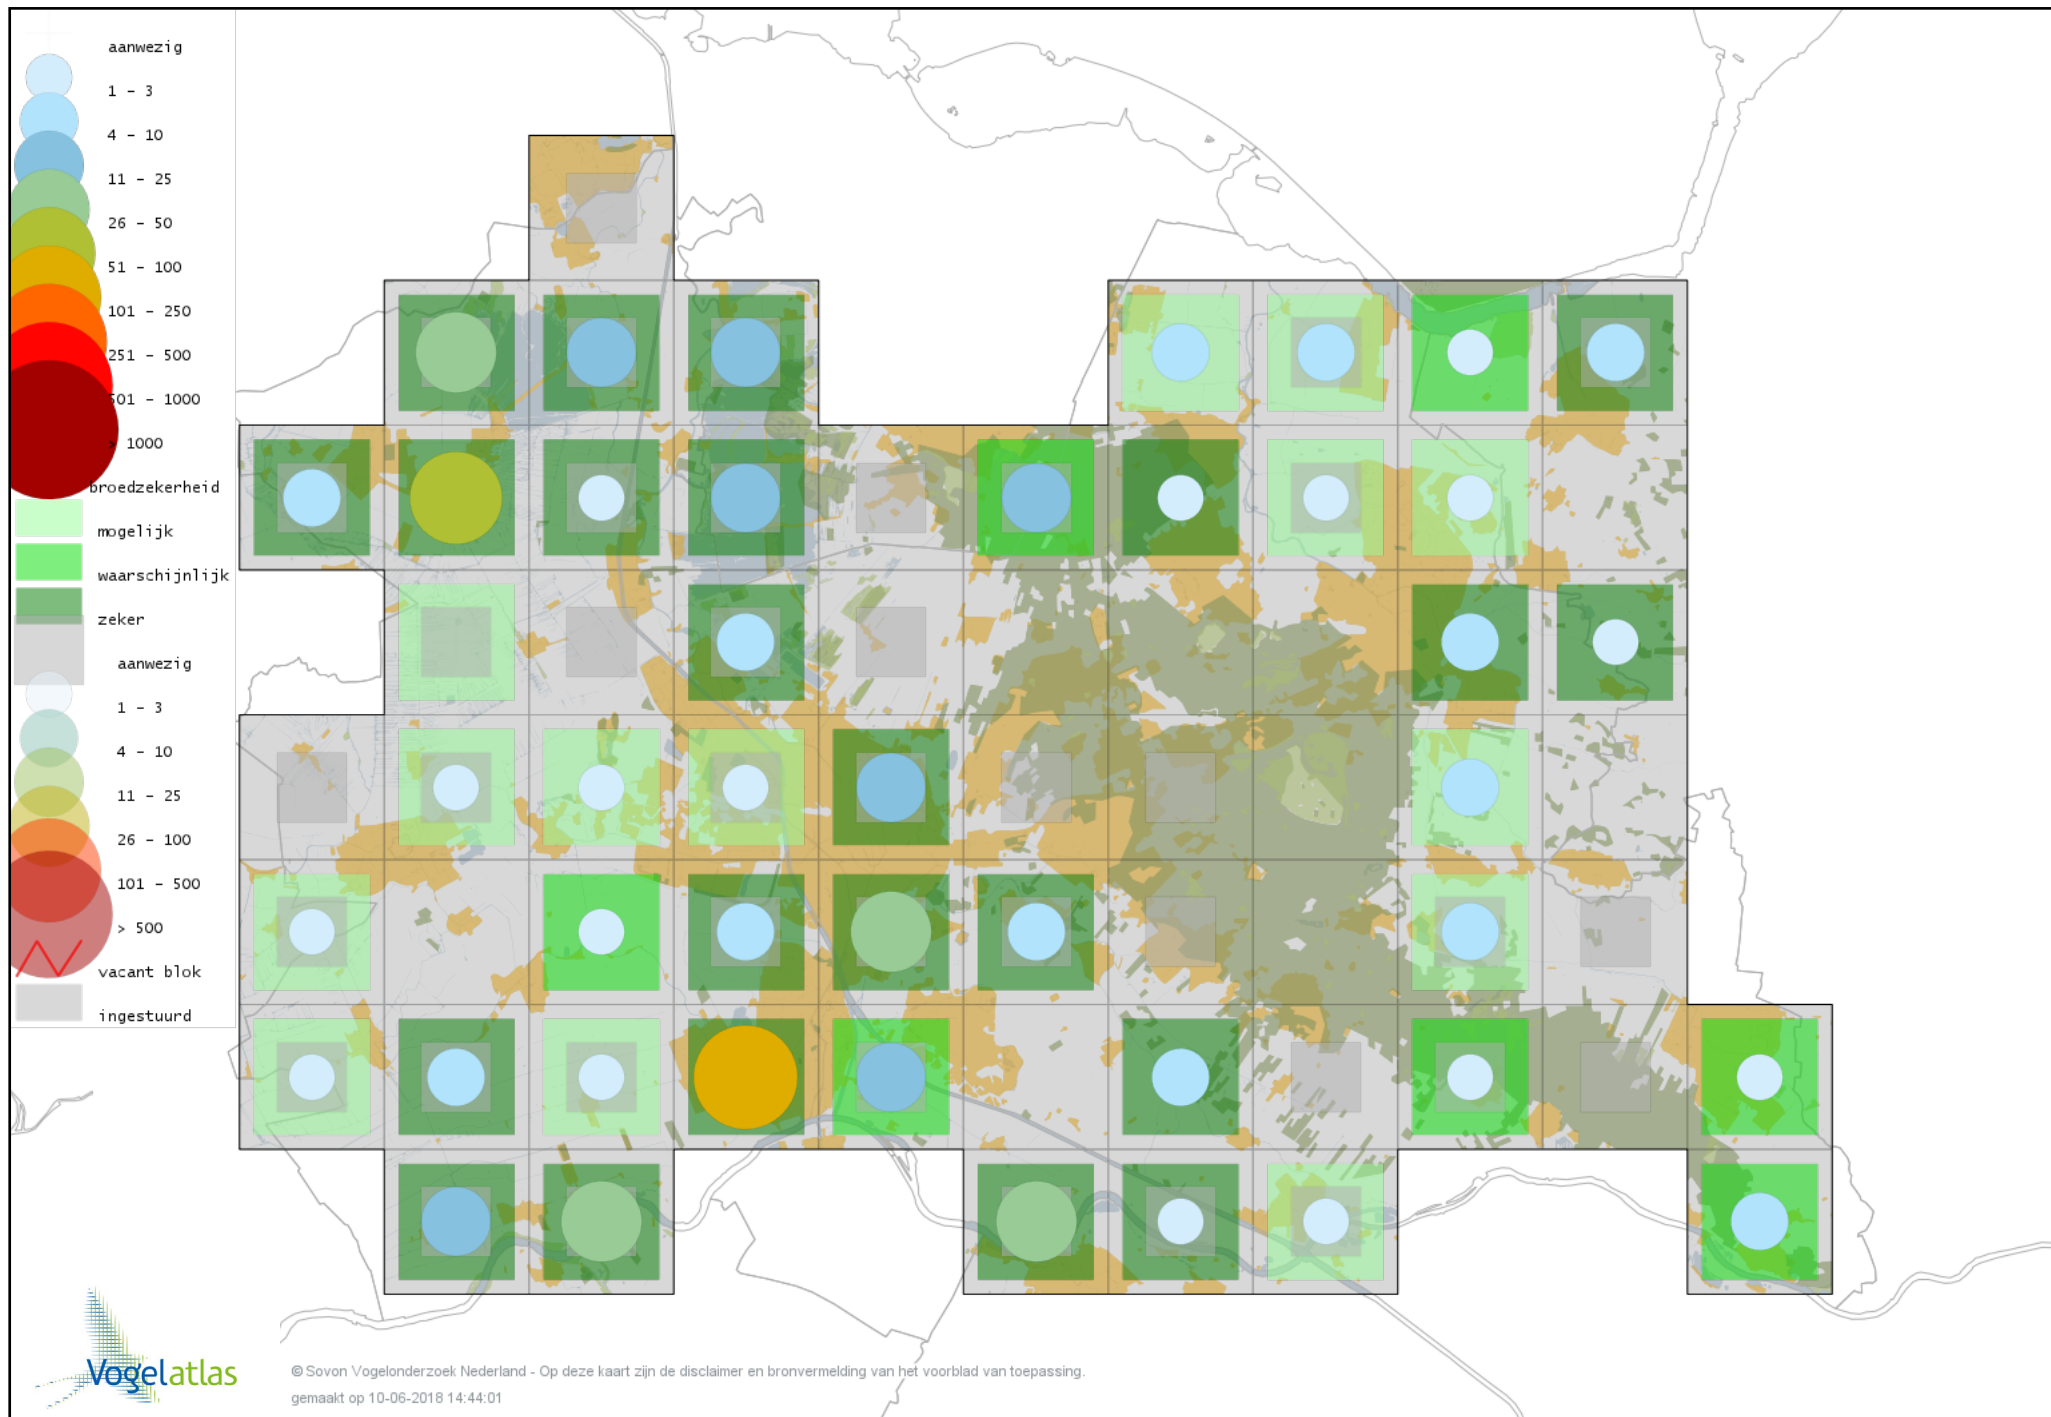 aanwezig
1 - 3
4 - 10
11 - 25
26 - 50
51 - 100
101 - 250
251 - 500
501 - 1000
> 1000
broedzekerheid
mogelijk
waarschijnlijk
zeker
aanwezig
1 - 3
4 - 10
11 - 25
26 - 100
101 - 500
> 500
vacant blok
ingestuurd
Vogelatlas
© Sovon Vogelonderzoek Nederland - Op deze kaart zijn de disclaimer en bronvermelding van het voorblad van toepassing.
gemaakt op 10-06-2018 14:44:01